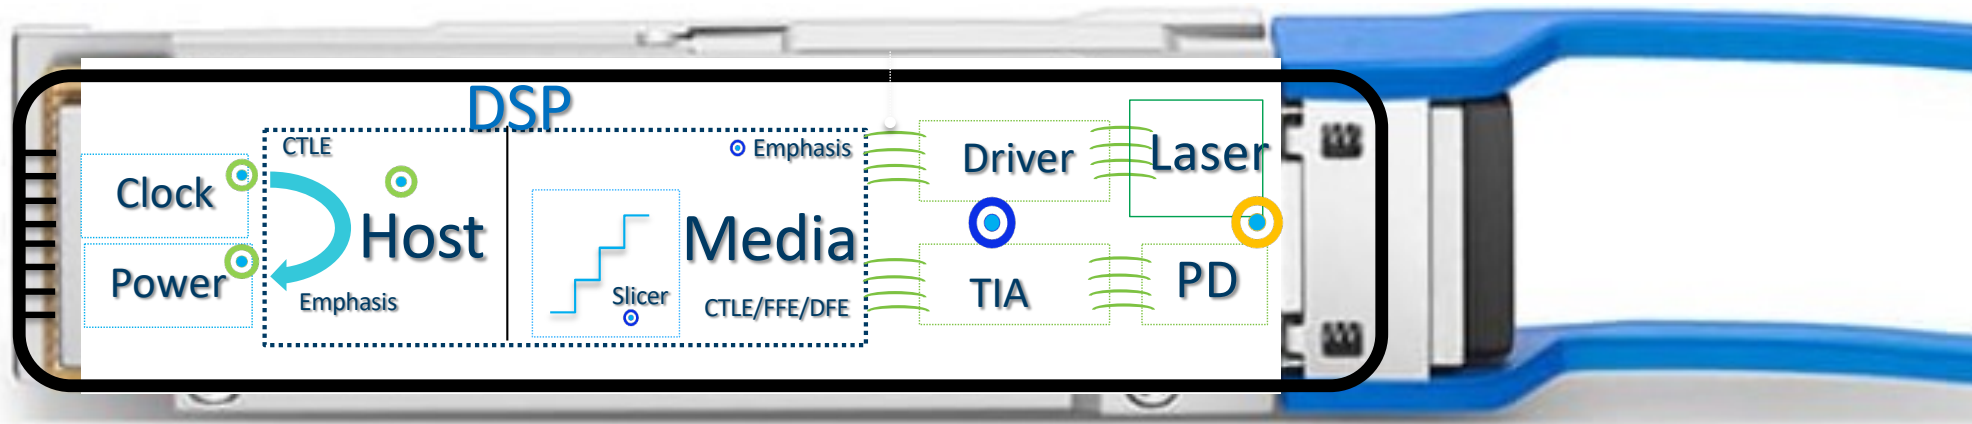 DSP
CTLE
Emphasis
Clock
Driver
Laser
Host
Media
Power
Emphasis
Slicer
CTLE/FFE/DFE
TIA
PD